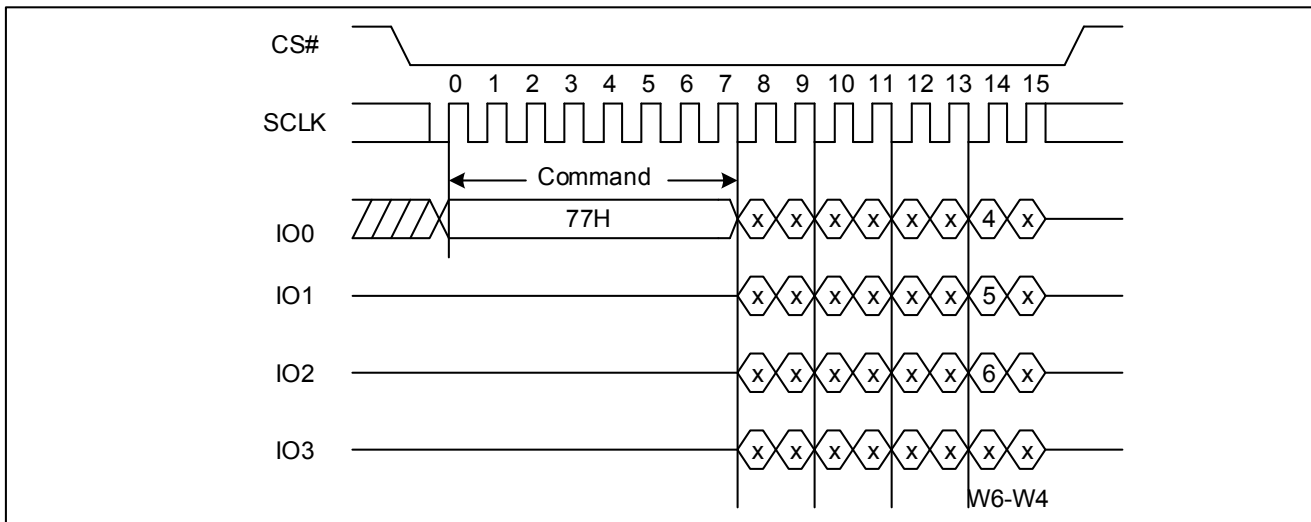 CS#
0 1 2 3 4 5 6 7 8 9 10 11 12 13 14 15
SCLK
Command
IO0 77H x x x x x x 4 x
IO1 x x x x x x 5 x
IO2 x x x x x x 6 x
IO3 x x x x x x x x
W6-W4